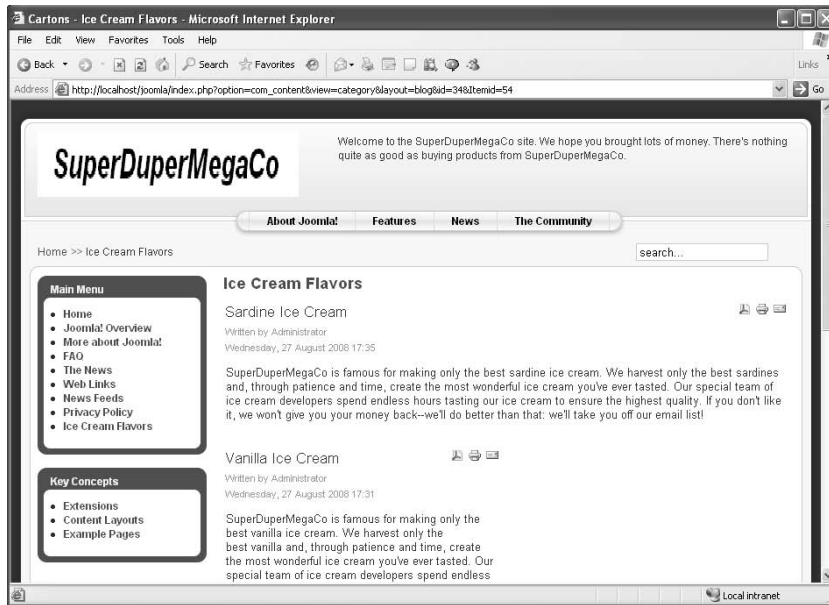 Cartons - Ice Cream Flavors - Microsoft Internet Explorer
File Edit View Favorites Tools Help
Back Search Favorites Links
Address http://localhost/joomla/index.php?option=com_content&view=category&layout=blog&id=34&Itemid=54 Go
SuperDuperMegaCo
Welcome to the SuperDuperMegaCo site. We hope you brought lots of money. There's nothing
quite as good as buying products from SuperDuperMegaCo.
About Joomla! Features News The Community
Home >> Ice Cream Flavors
search...
Main Menu
Home
Joomla! Overview
More about Joomla!
FAQ
The News
Web Links
News Feeds
Privacy Policy
Ice Cream Flavors
Key Concepts
Extensions
Content Layouts
Example Pages
Ice Cream Flavors
Sardine Ice Cream
Written by Administrator
Wednesday, 27 August 2008 17:35
SuperDuperMegaCo is famous for making only the best sardine ice cream. We harvest only the best sardines
and, through patience and time, create the most wonderful ice cream you've ever tasted. Our special team of
ice cream developers spend endless hours tasting our ice cream to ensure the highest quality. If you don't like
it, we won't give you your money back--we'll do better than that: we'll take you off our email list!
Vanilla Ice Cream
Written by Administrator
Wednesday, 27 August 2008 17:31
SuperDuperMegaCo is famous for making only the
best vanilla ice cream. We harvest only the
best vanilla and, through patience and time, create
the most wonderful ice cream you've ever tasted. Our
special team of ice cream developers spend endless
Local intranet